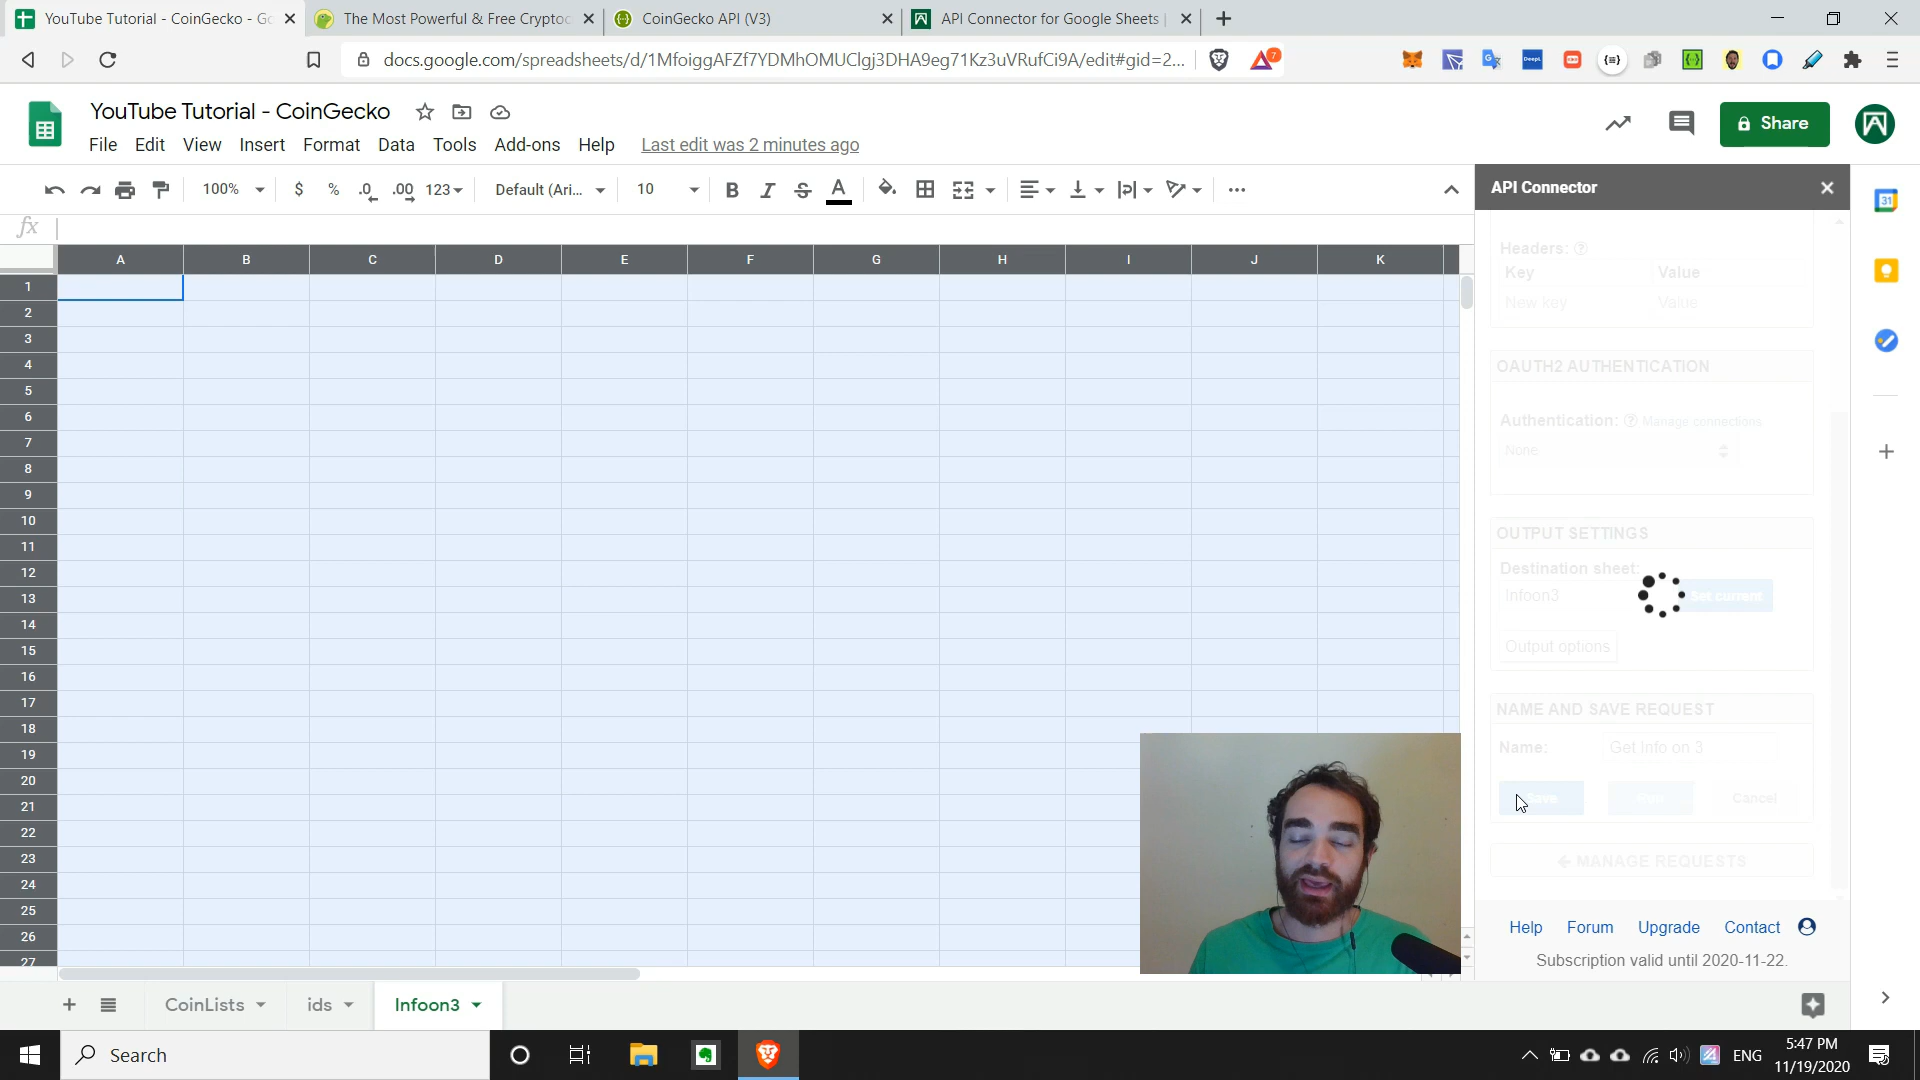 YouTube Tutorial - CoinGecko - Go
The Most Powerful & Free Cryptoc
CoinGecko API (V3)
API Connector for Google Sheets |
docs.google.com/spreadsheets/d/1MfoiggAFZf7YDMhOMUClgj3DHA9eg71Kz3uVRufCi9A/edit#gid=2...
7
YouTube Tutorial - CoinGecko
Share
File Edit View Insert Format Data Tools Add-ons Help Last edit was 2 minutes ago
100% $ % .0 .00 123 Default (Ari... 10 B I S A ...
API Connector
31
fx
A B C D E F G H I J K
1
2
3
4
5
6
7
8
9
10
11
12
13
14
15
16
17
18
19
20
21
22
23
24
25
26
27
Headers:
Key Value
New key Value
OAUTH2 AUTHENTICATION
Authentication: Manage connections
None
OUTPUT SETTINGS
Destination sheet:
Infoon3 Set current
Output options
NAME AND SAVE REQUEST
Name: Get Info on 3
Cancel
MANAGE REQUESTS
Help Forum Upgrade Contact
Subscription valid until 2020-11-22.
CoinLists ids Infoon3
Search
ENG
5:47 PM
11/19/2020